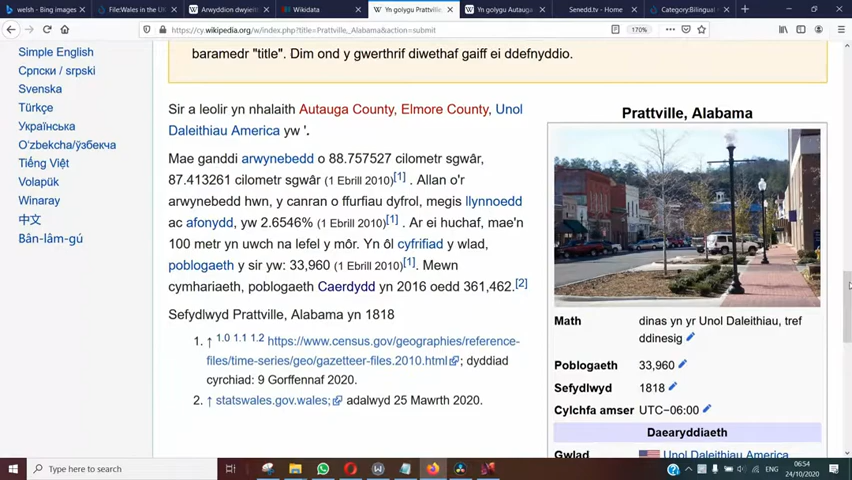 welsh - Bing images
File:Wales in the U
Arwyddion dwyieit
Wikidata
Yn golygu Prattville,
Yn golygu Autauga
Senedd.tv - Home
Category:Bilingual
https://cy.wikipedia.org/w/index.php?title=Prattville,_Alabama&action=submit
170%
baramedr "title". Dim ond y gwerthrif diwethaf gaiff ei ddefnyddio.
Simple English
Српски / srpski
Svenska
Türkçe
Українська
Oʻzbekcha/ўзбекча
Tiếng Việt
Volapük
Winaray
中文
Bân-lâm-gú
Sir a leolir yn nhalaith Autauga County, Elmore County, Unol
Daleithiau America yw '.
Mae ganddi arwynebedd o 88.757527 cilometr sgwâr,
87.413261 cilometr sgwâr (1 Ebrill 2010)[1] . Allan o'r
arwynebedd hwn, y canran o ffurfiau dyfrol, megis llynnoedd
ac afonydd, yw 2.6546% (1 Ebrill 2010)[1] . Ar ei huchaf, mae'n
100 metr yn uwch na lefel y môr. Yn ôl cyfrifiad y wlad,
poblogaeth y sir yw: 33,960 (1 Ebrill 2010)[1]. Mewn
cymhariaeth, poblogaeth Caerdydd yn 2016 oedd 361,462.[2]
Sefydlwyd Prattville, Alabama yn 1818
1. ↑ 1.0 1.1 1.2 https://www.census.gov/geographies/reference-
files/time-series/geo/gazetteer-files.2010.html; dyddiad
cyrchiad: 9 Gorffennaf 2020.
2. ↑ statswales.gov.wales; adalwyd 25 Mawrth 2020.
Prattville, Alabama
Math dinas yn yr Unol Daleithiau, tref
ddinesig
Poblogaeth 33,960
Sefydlwyd 1818
Cylchfa amser UTC−06:00
Daearyddiaeth
Gwlad Unol Daleithiau America
Type here to search
ENG
06:54
24/10/2020